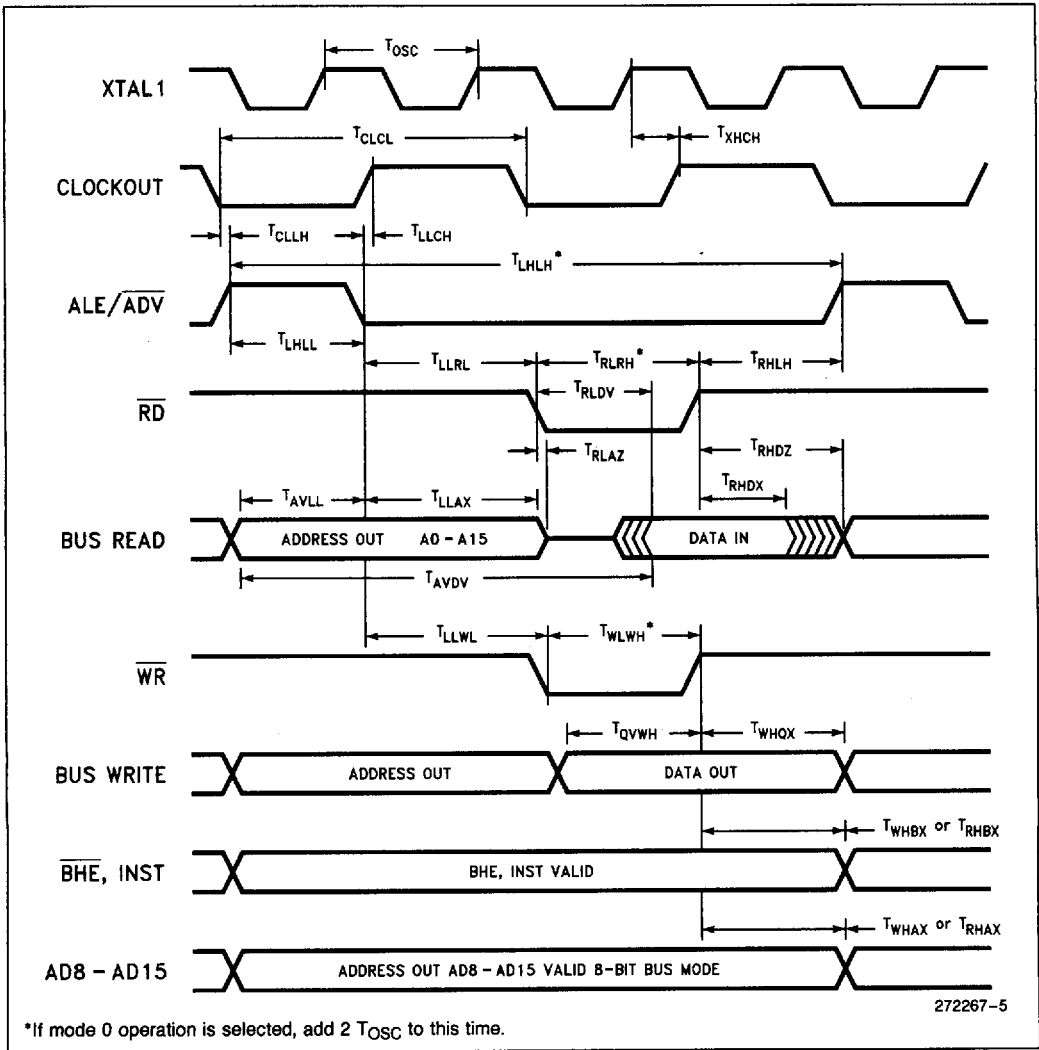 T_OSC
XTAL1
T_CLCL
T_XHCH
CLOCKOUT
T_CLLH
T_LLCH
T_LHLH*
ALE/ADV
T_LHLL
T_LLRL
T_RLRH*
T_RHLH
T_RLDV
RD
T_RLAZ
T_RHDZ
T_RHDX
T_AVLL
T_LLAX
BUS READ
ADDRESS OUT A0-A15
DATA IN
T_AVDV
T_LLWL
T_WLWH*
WR
T_QVWH
T_WHQX
BUS WRITE
ADDRESS OUT
DATA OUT
T_WHBX or T_RHBX
BHE, INST
BHE, INST VALID
T_WHAX or T_RHAX
AD8-AD15
ADDRESS OUT AD8-AD15 VALID 8-BIT BUS MODE
272267-5
*If mode 0 operation is selected, add 2 T_OSC to this time.